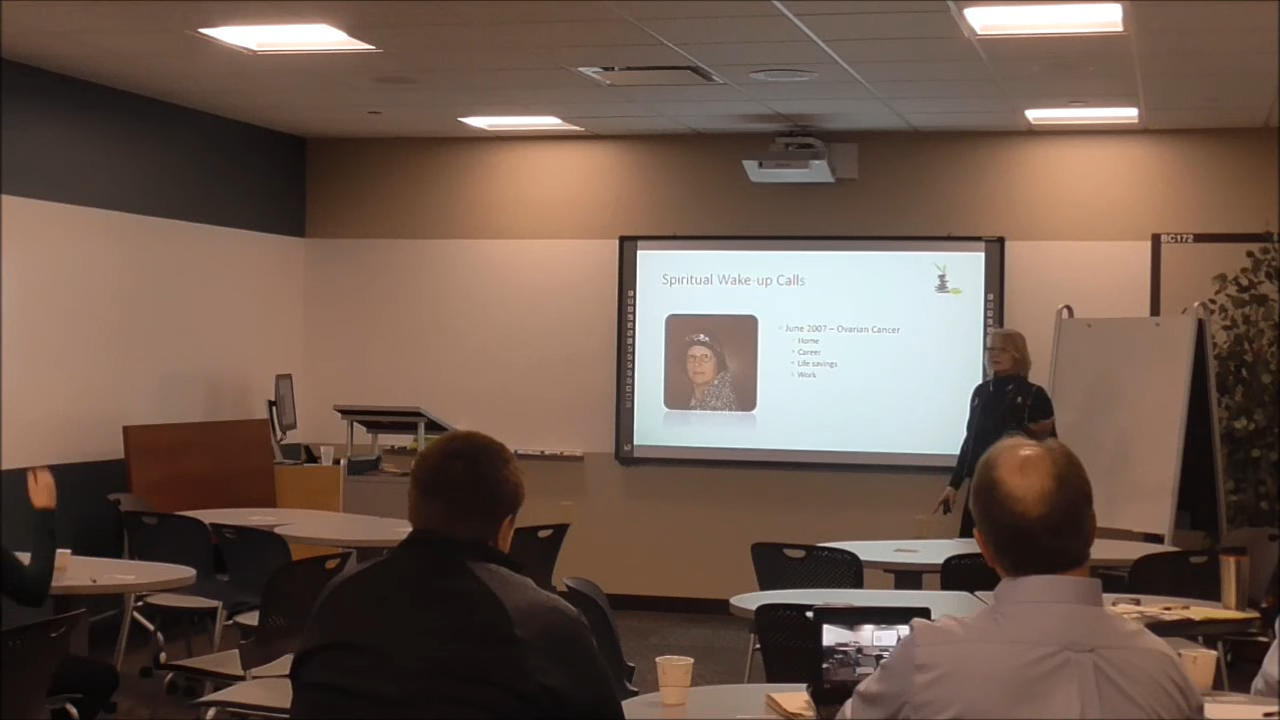 BC172
Spiritual Wake-up Calls
June 2007 – Ovarian Cancer
Home
Career
Life savings
Work